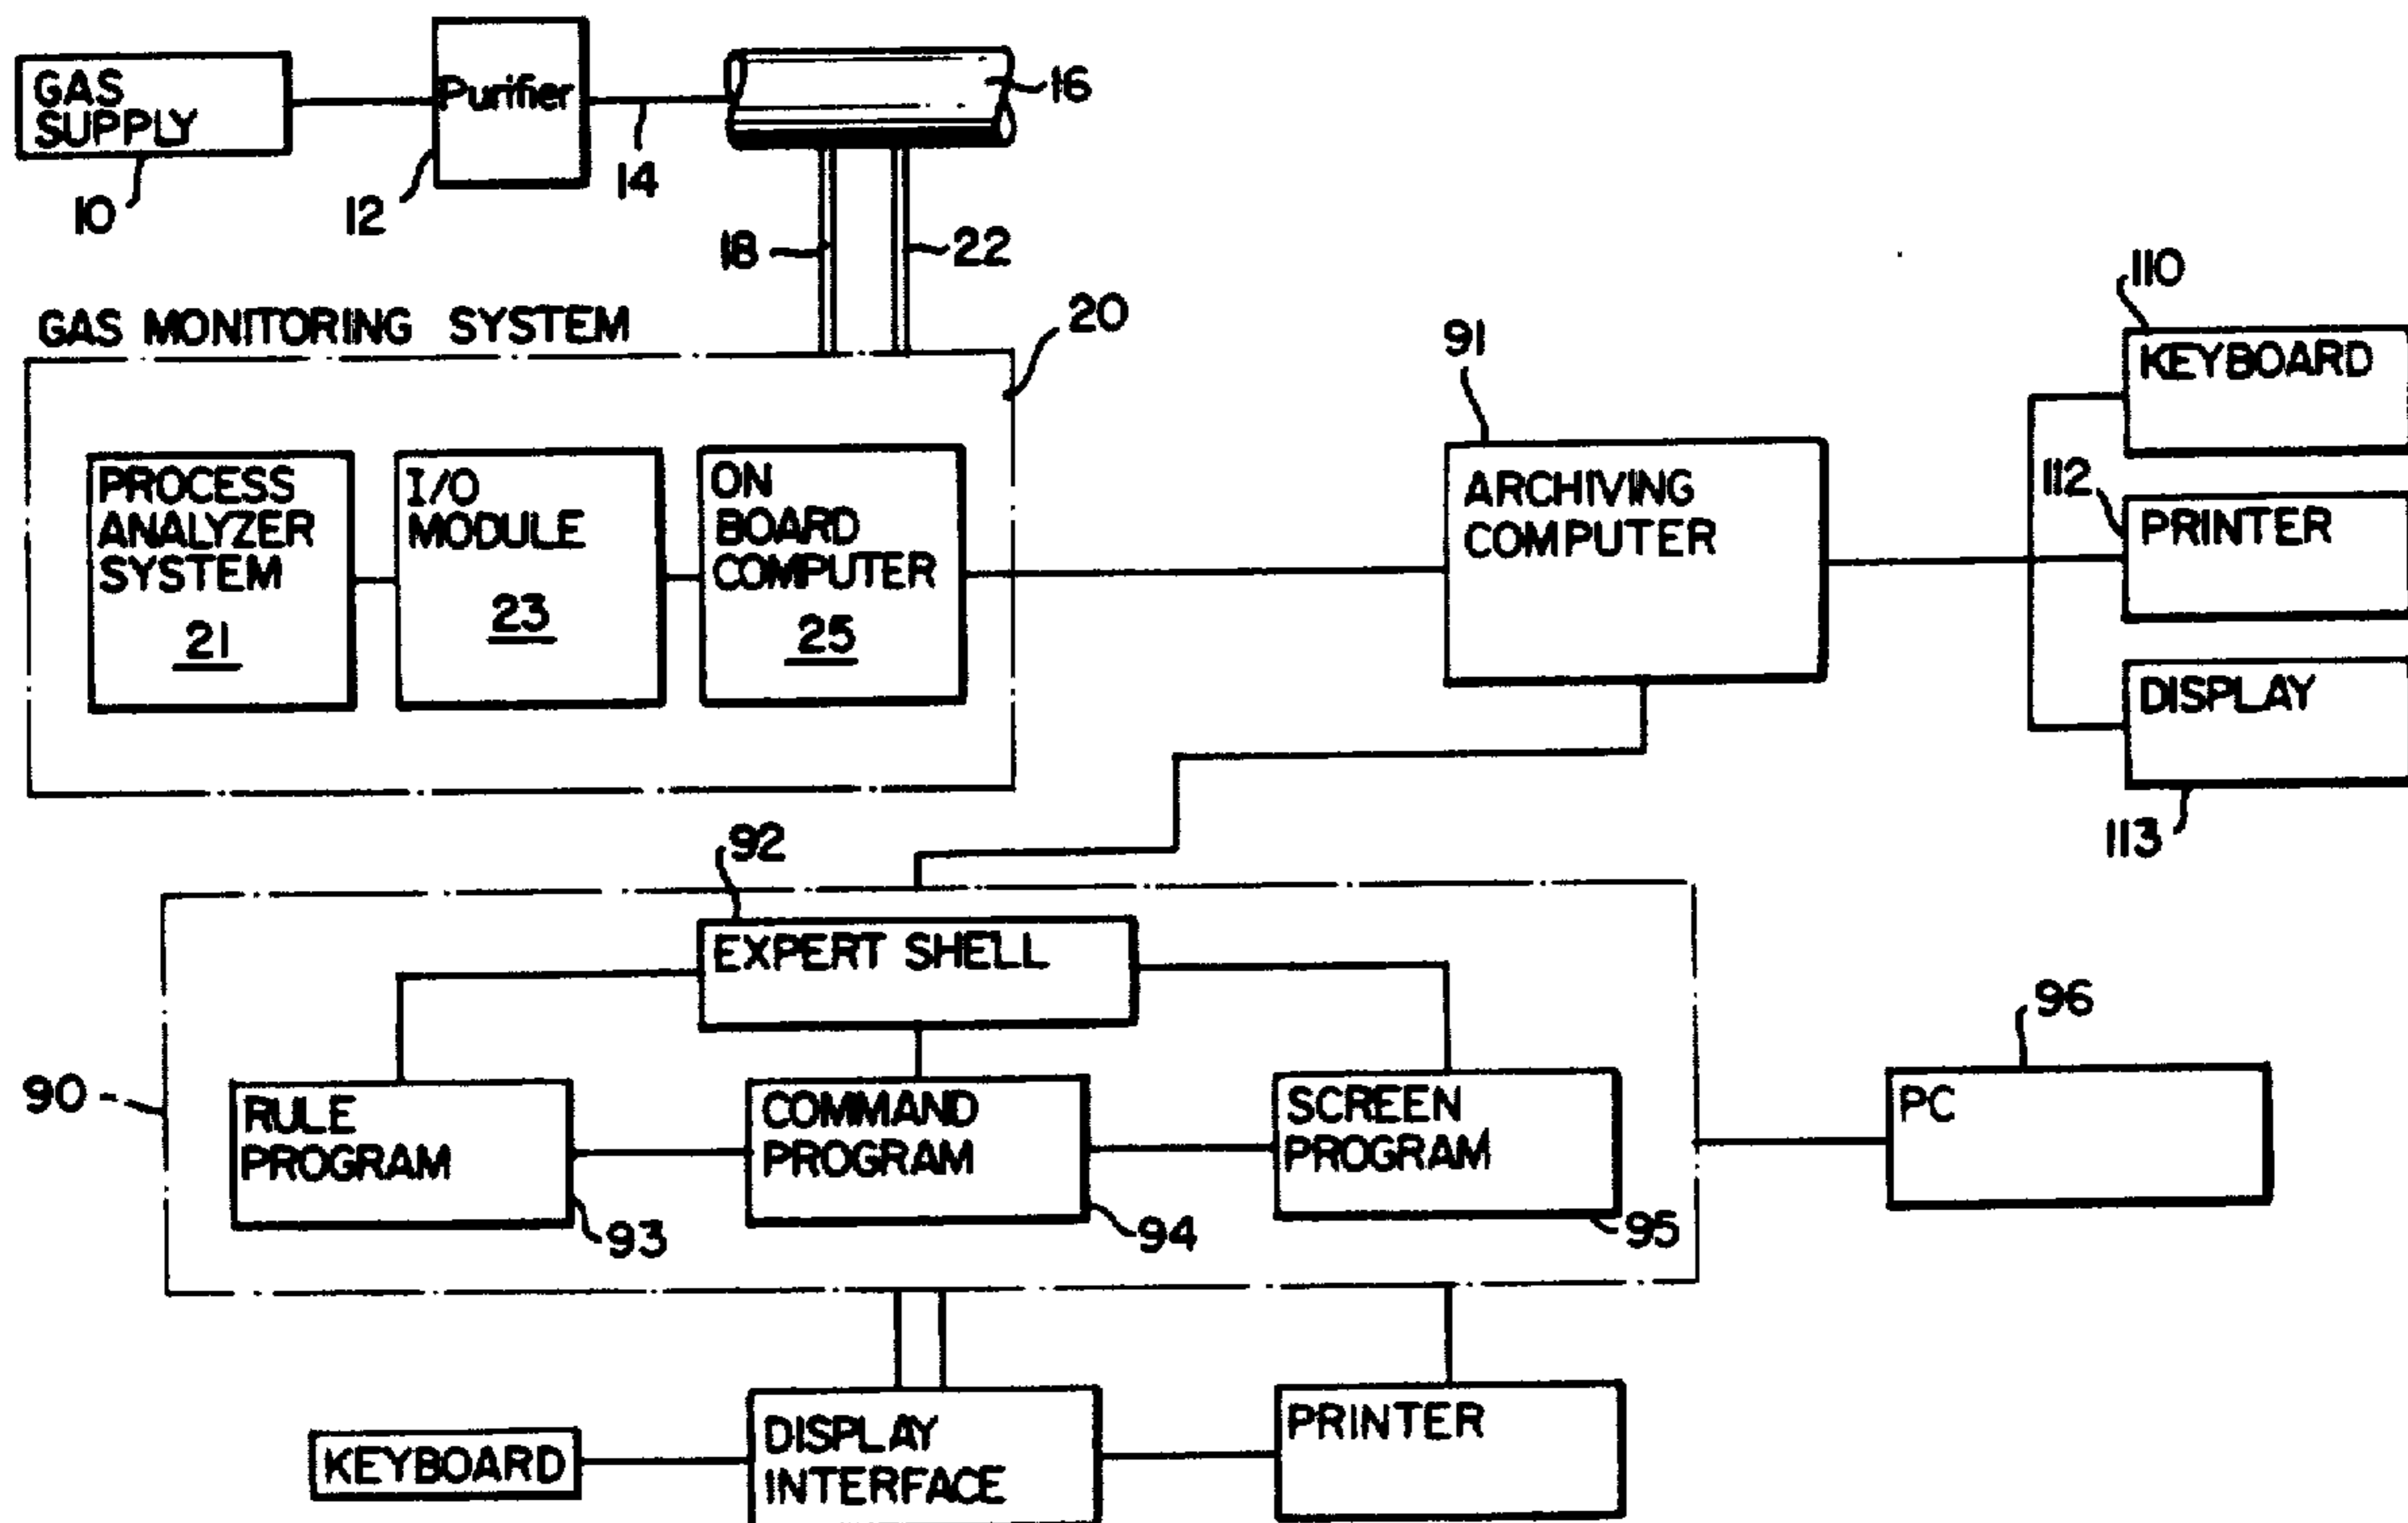 GAS
SUPPLY
10
Purifier
12
14
16
18
22
GAS MONITORING SYSTEM
20
PROCESS
ANALYZER
SYSTEM
21
I/O
MODULE
23
ON
BOARD
COMPUTER
25
91
ARCHIVING
COMPUTER
110
KEYBOARD
112
PRINTER
DISPLAY
113
92
EXPERT SHELL
90
RULE
PROGRAM
93
COMMAND
PROGRAM
94
SCREEN
PROGRAM
95
96
PC
KEYBOARD
DISPLAY
INTERFACE
PRINTER